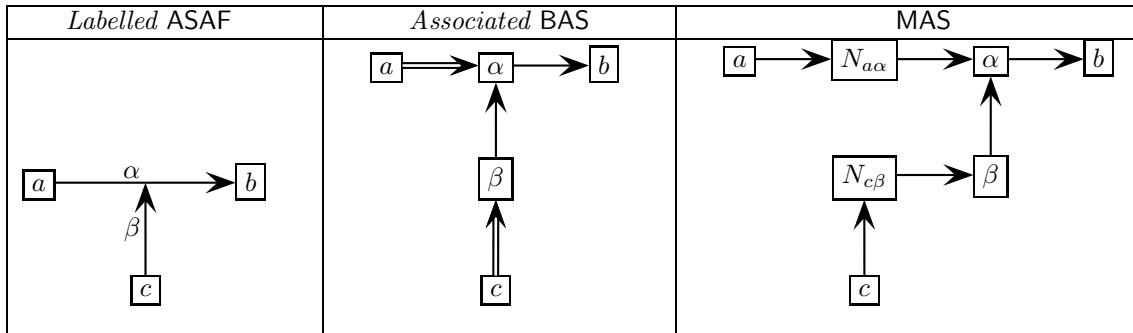 Labelled ASAF
Associated BAS
MAS
a α b
β
c
a α b
β
c
a N_{aα} α b
N_{cβ} β
c